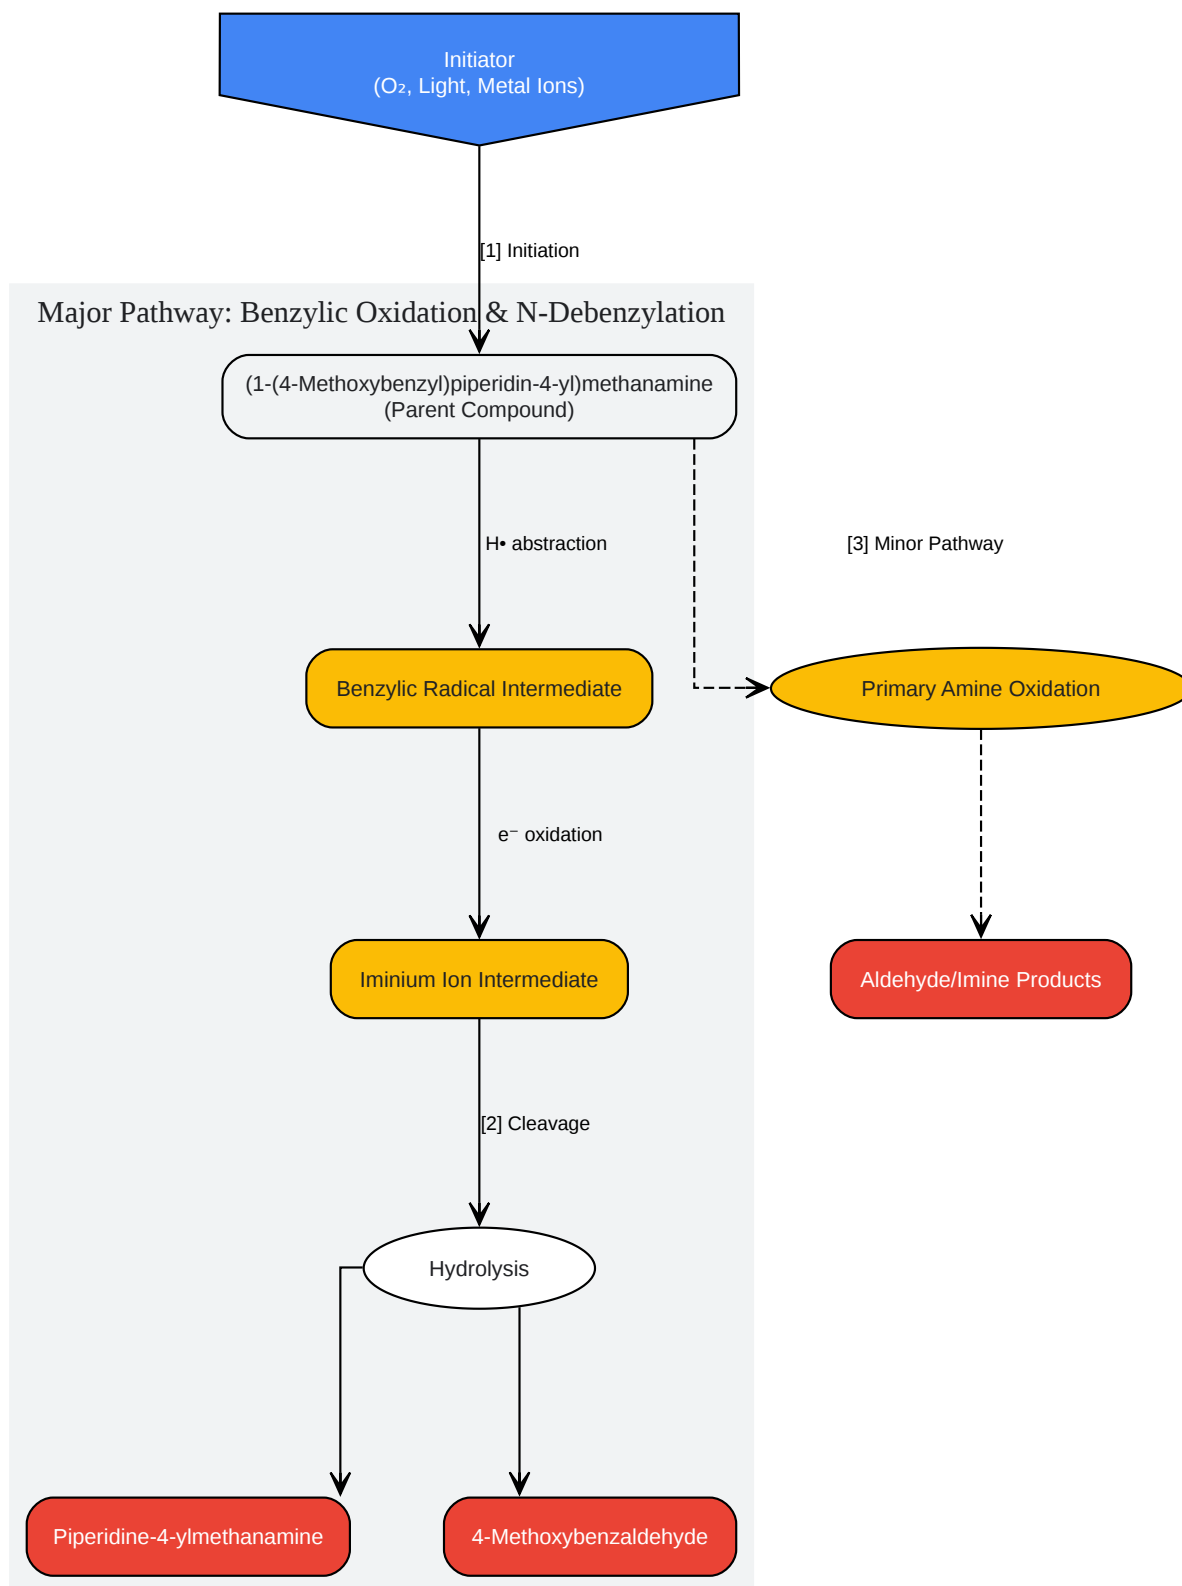 Initiator
(O₂, Light, Metal Ions)
[1] Initiation
Major Pathway: Benzylic Oxidation & N-Debenzylation
(1-(4-Methoxybenzyl)piperidin-4-yl)methanamine
(Parent Compound)
H• abstraction
[3] Minor Pathway
Benzylic Radical Intermediate
Primary Amine Oxidation
e⁻ oxidation
Iminium Ion Intermediate
Aldehyde/Imine Products
[2] Cleavage
Hydrolysis
Piperidine-4-ylmethanamine
4-Methoxybenzaldehyde